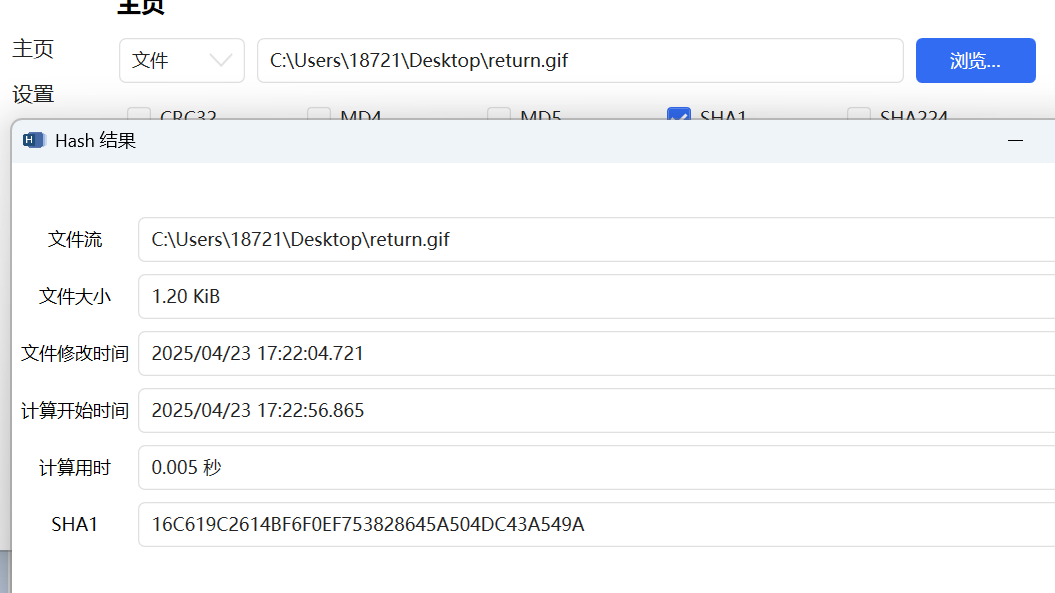 主页
主页
文件
C:\Users\18721\Desktop\return.gif
浏览...
设置
CRC32
MD4
MD5
SHA1
SHA224
Hash 结果
文件流
C:\Users\18721\Desktop\return.gif
文件大小
1.20 KiB
文件修改时间
2025/04/23 17:22:04.721
计算开始时间
2025/04/23 17:22:56.865
计算用时
0.005 秒
SHA1
16C619C2614BF6F0EF753828645A504DC43A549A